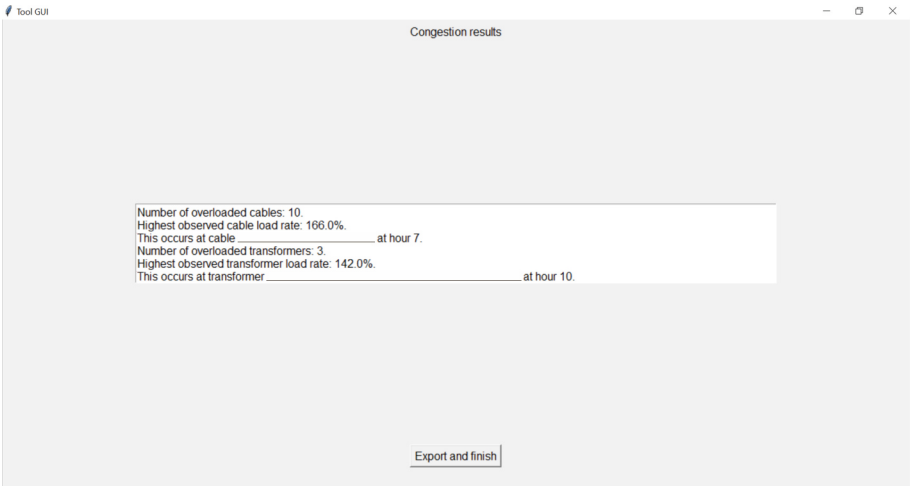 Tool GUI
Congestion results
Number of overloaded cables: 10.
Highest observed cable load rate: 166.0%.
This occurs at cable ____________________ at hour 7.
Number of overloaded transformers: 3.
Highest observed transformer load rate: 142.0%.
This occurs at transformer ____________________________________ at hour 10.
Export and finish